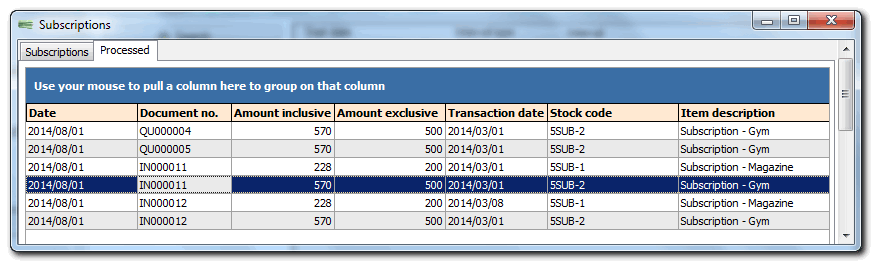 Subscriptions
Subscriptions Processed
Use your mouse to pull a column here to group on that column
Date Document no. Amount inclusive Amount exclusive Transaction date Stock code Item description
2014/08/01 QU000004 570 500 2014/03/01 5SUB-2 Subscription - Gym
2014/08/01 QU000005 570 500 2014/03/01 5SUB-2 Subscription - Gym
2014/08/01 IN000011 228 200 2014/03/01 5SUB-1 Subscription - Magazine
2014/08/01 IN000011 570 500 2014/03/01 5SUB-2 Subscription - Gym
2014/08/01 IN000012 228 200 2014/03/08 5SUB-1 Subscription - Magazine
2014/08/01 IN000012 570 500 2014/03/01 5SUB-2 Subscription - Gym